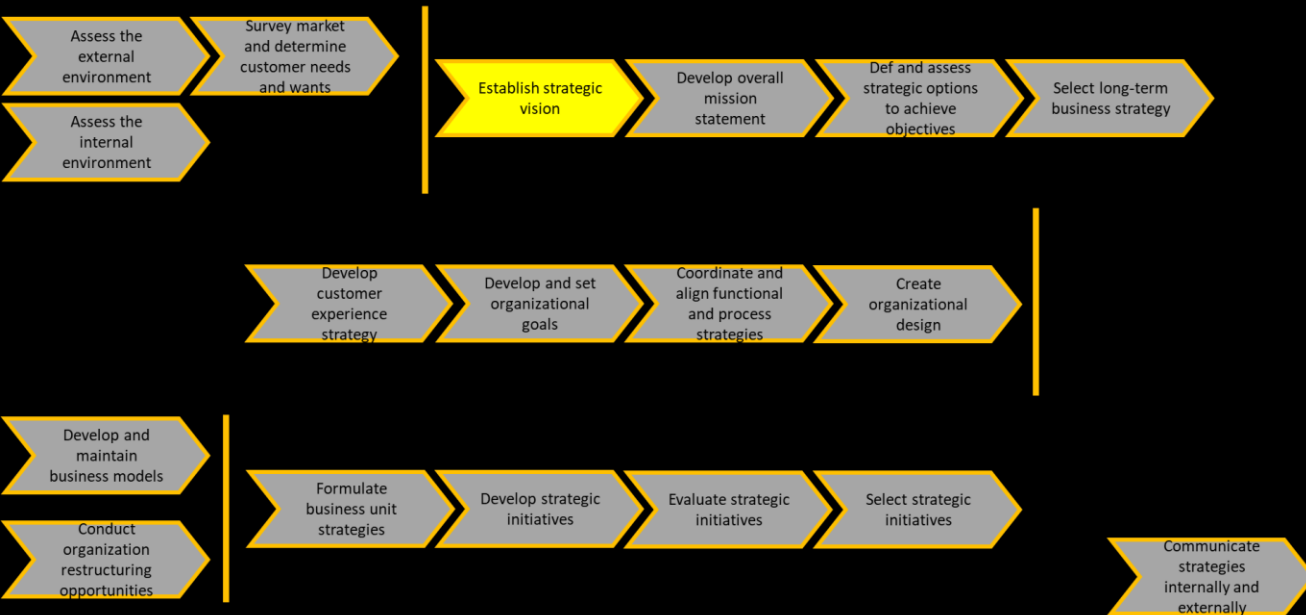 Assess the
external
environment
Survey market
and determine
customer needs
and wants
Assess the
internal
environment
Establish strategic
vision
Develop overall
mission
statement
Def and assess
strategic options
to achieve
objectives
Select long-term
business strategy
Develop
customer
experience
strategy
Develop and set
organizational
goals
Coordinate and
align functional
and process
strategies
Create
organizational
design
Develop and
maintain
business models
Conduct
organization
restructuring
opportunities
Formulate
business unit
strategies
Develop strategic
initiatives
Evaluate strategic
initiatives
Select strategic
initiatives
Communicate
strategies
internally and
externally